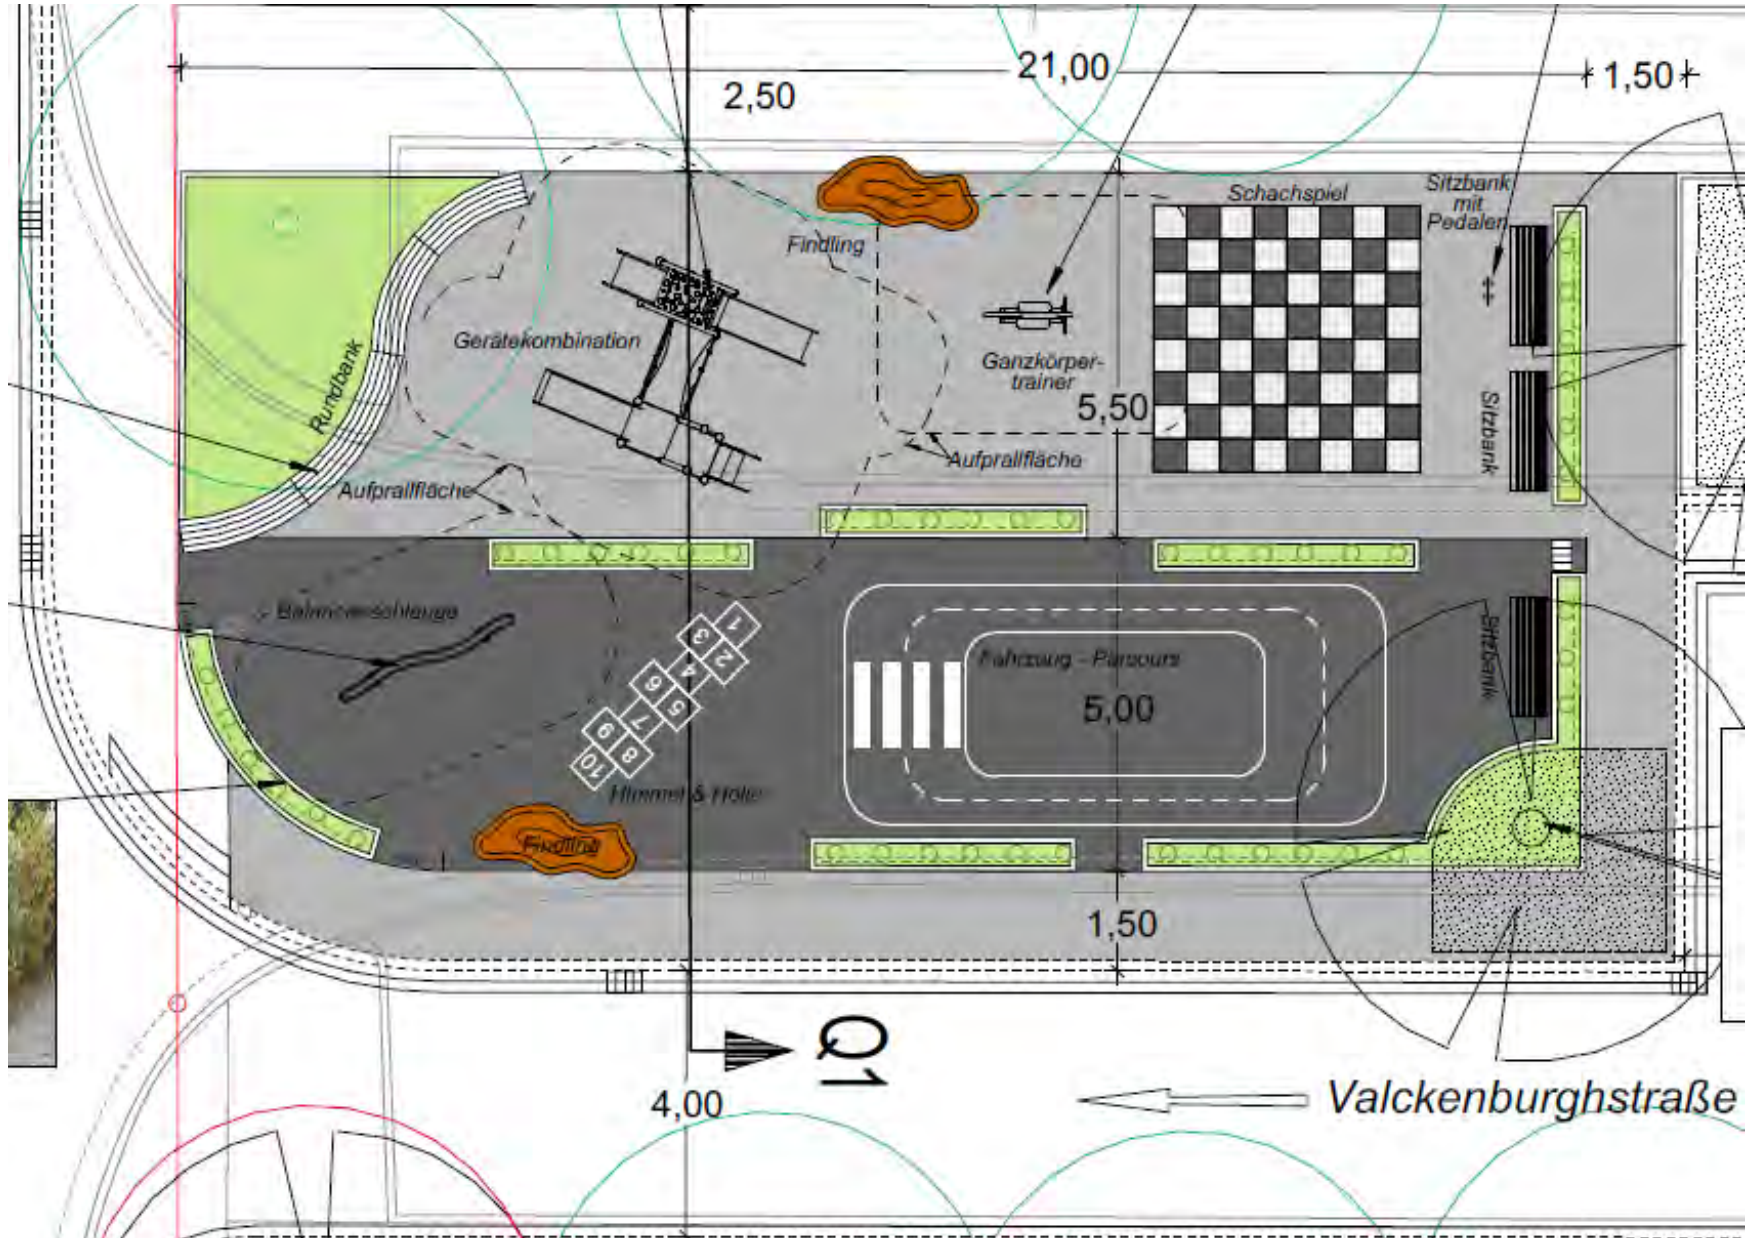 21,00
1,50
2,50
Schachspiel
Sitzbank
mit
Pedalen
Findling
Gerätekombination
Rundbank
Ganzkörper-
trainer
5,50
Sitzbank
Aufprallfläche
Aufprallfläche
Balancierschlange
1
3
2
4
6
5
7
9
8
10
Fahrzeug - Parcours
5,00
Sitzbank
Himmel & Hölle
Findling
1,50
Q1
4,00
Valckenburghstraße